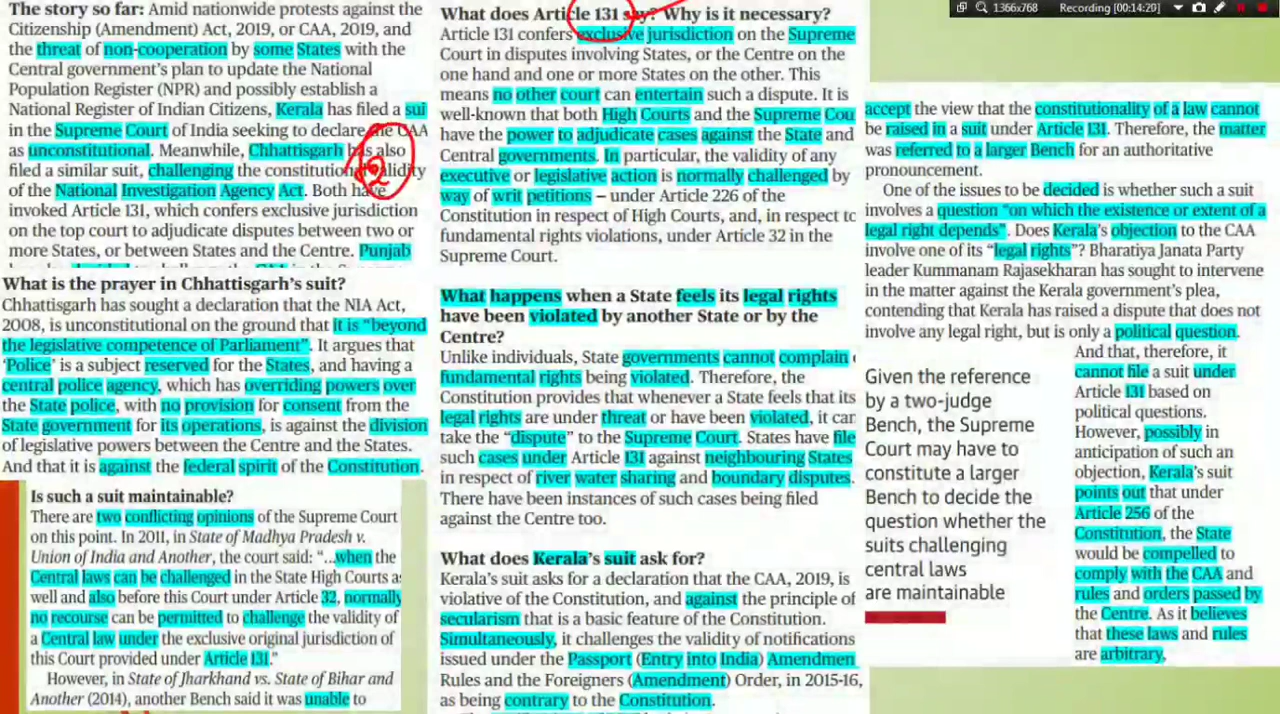 The story so far: Amid nationwide protests against the
Citizenship (Amendment) Act, 2019, or CAA, 2019, and
the threat of non-cooperation by some States with the
Central government's plan to update the National
Population Register (NPR) and possibly establish a
National Register of Indian Citizens, Kerala has filed a sui
in the Supreme Court of India seeking to declare the CAA
as unconstitutional. Meanwhile, Chhattisgarh has also
filed a similar suit, challenging the constitutional validity
of the National Investigation Agency Act. Both have
invoked Article 131, which confers exclusive jurisdiction
on the top court to adjudicate disputes between two or
more States, or between States and the Centre. Punjab
What is the prayer in Chhattisgarh's suit?
Chhattisgarh has sought a declaration that the NIA Act,
2008, is unconstitutional on the ground that it is "beyond
the legislative competence of Parliament". It argues that
'Police' is a subject reserved for the States, and having a
central police agency, which has overriding powers over
the State police, with no provision for consent from the
State government for its operations, is against the division
of legislative powers between the Centre and the States.
And that it is against the federal spirit of the Constitution.
Is such a suit maintainable?
There are two conflicting opinions of the Supreme Court
on this point. In 2011, in State of Madhya Pradesh v.
Union of India and Another, the court said: "...when the
Central laws can be challenged in the State High Courts as
well and also before this Court under Article 32, normally
no recourse can be permitted to challenge the validity of
a Central law under the exclusive original jurisdiction of
this Court provided under Article 131."
However, in State of Jharkhand vs. State of Bihar and
Another (2014), another Bench said it was unable to
What does Article 131 say? Why is it necessary?
Article 131 confers exclusive jurisdiction on the Supreme
Court in disputes involving States, or the Centre on the
one hand and one or more States on the other. This
means no other court can entertain such a dispute. It is
well-known that both High Courts and the Supreme Cou
have the power to adjudicate cases against the State and
Central governments. In particular, the validity of any
executive or legislative action is normally challenged by
way of writ petitions – under Article 226 of the
Constitution in respect of High Courts, and, in respect to
fundamental rights violations, under Article 32 in the
Supreme Court.
What happens when a State feels its legal rights
have been violated by another State or by the
Centre?
Unlike individuals, State governments cannot complain
fundamental rights being violated. Therefore, the
Constitution provides that whenever a State feels that its
legal rights are under threat or have been violated, it can
take the "dispute" to the Supreme Court. States have file
such cases under Article 131 against neighbouring States
in respect of river water sharing and boundary disputes.
There have been instances of such cases being filed
against the Centre too.
What does Kerala's suit ask for?
Kerala's suit asks for a declaration that the CAA, 2019, is
violative of the Constitution, and against the principle of
secularism that is a basic feature of the Constitution.
Simultaneously, it challenges the validity of notifications
issued under the Passport (Entry into India) Amendmen
Rules and the Foreigners (Amendment) Order, in 2015-16,
as being contrary to the Constitution.
1366x768 Recording [00:14:20]
accept the view that the constitutionality of a law cannot
be raised in a suit under Article 131. Therefore, the matter
was referred to a larger Bench for an authoritative
pronouncement.
One of the issues to be decided is whether such a suit
involves a question "on which the existence or extent of a
legal right depends". Does Kerala's objection to the CAA
involve one of its "legal rights"? Bharatiya Janata Party
leader Kummanam Rajasekharan has sought to intervene
in the matter against the Kerala government's plea,
contending that Kerala has raised a dispute that does not
involve any legal right, but is only a political question.
And that, therefore, it
cannot file a suit under
Article 131 based on
political questions.
However, possibly in
anticipation of such an
objection, Kerala's suit
points out that under
Article 256 of the
Constitution, the State
would be compelled to
comply with the CAA and
rules and orders passed by
the Centre. As it believes
that these laws and rules
are arbitrary,
Given the reference
by a two-judge
Bench, the Supreme
Court may have to
constitute a larger
Bench to decide the
question whether the
suits challenging
central laws
are maintainable